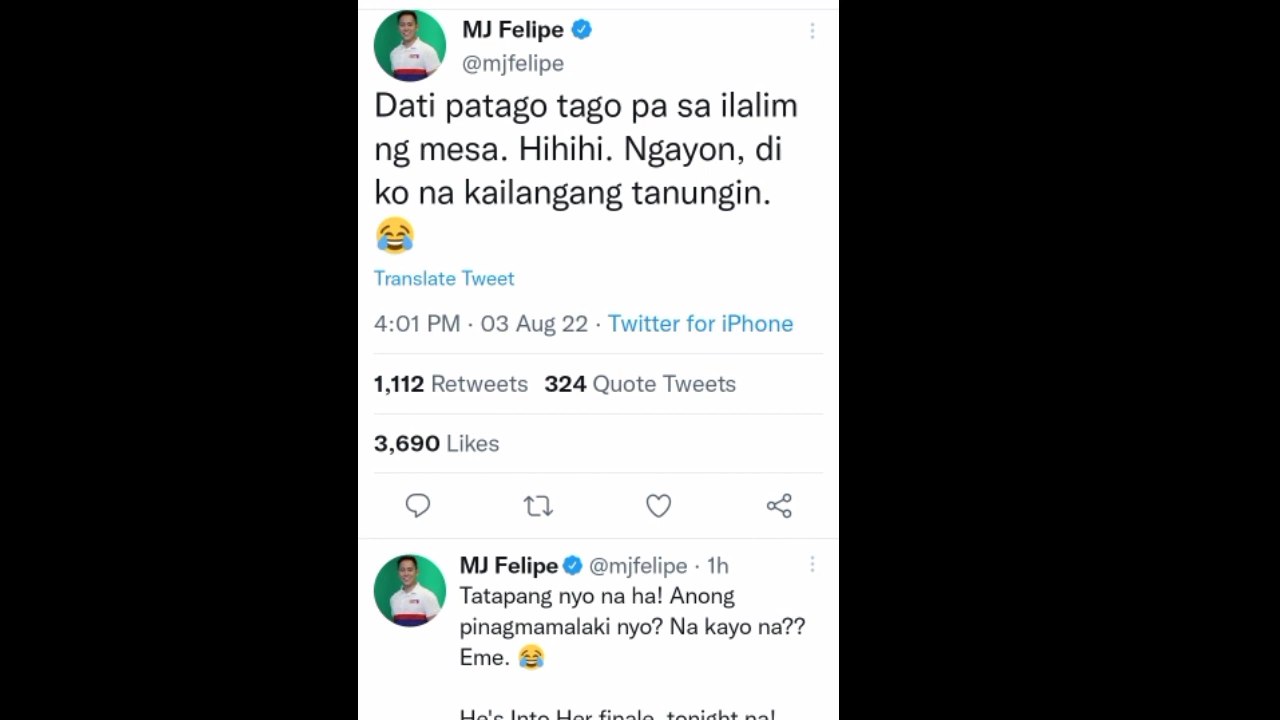 MJ Felipe
@mjfelipe
Dati patago tago pa sa ilalim
ng mesa. Hihihi. Ngayon, di
ko na kailangang tanungin.
😂
Translate Tweet
4:01 PM · 03 Aug 22 · Twitter for iPhone
1,112 Retweets 324 Quote Tweets
3,690 Likes
MJ Felipe @mjfelipe · 1h
Tatapang nyo na ha! Anong
pinagmamalaki nyo? Na kayo na??
Eme. 😂
He's Into Her finale, tonight na!